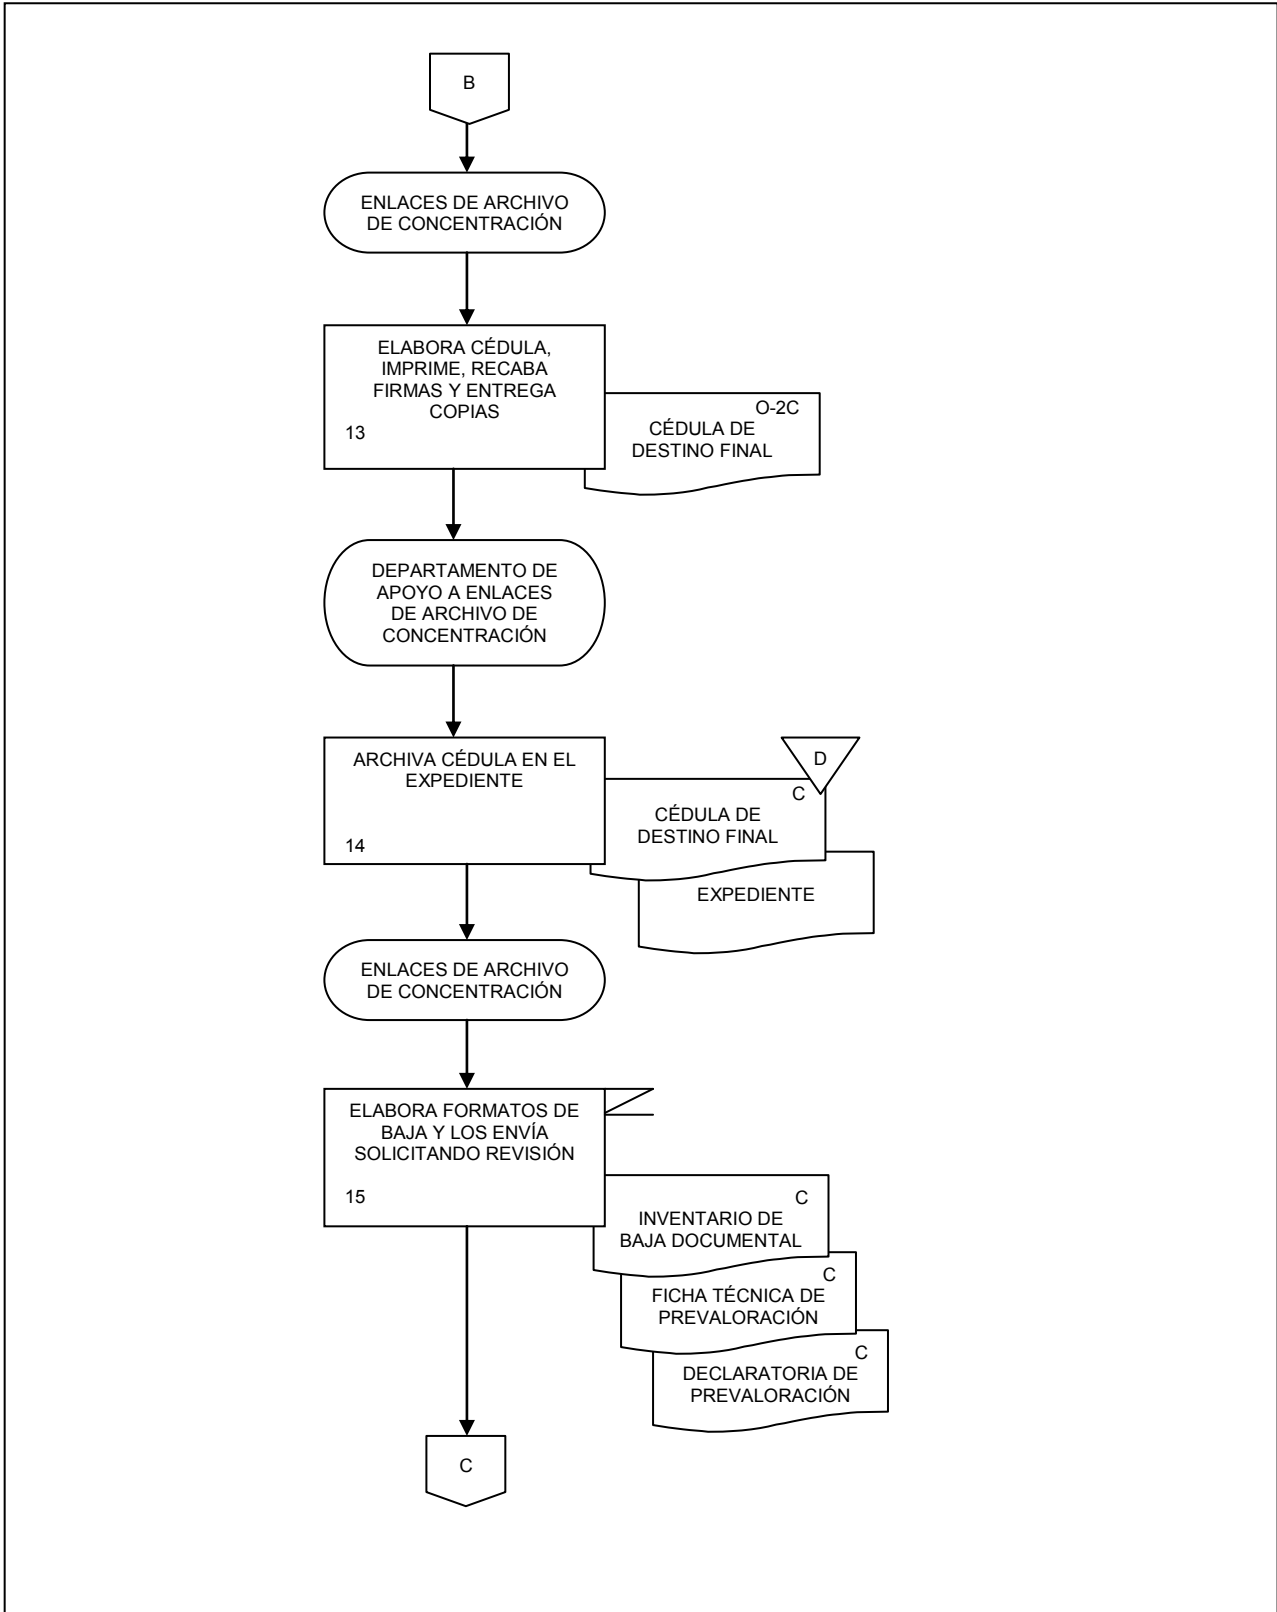 B
ENLACES DE ARCHIVO
DE CONCENTRACIÓN
ELABORA CÉDULA,
IMPRIME, RECABA
FIRMAS Y ENTREGA
COPIAS
13
O-2C
CÉDULA DE
DESTINO FINAL
DEPARTAMENTO DE
APOYO A ENLACES
DE ARCHIVO DE
CONCENTRACIÓN
ARCHIVA CÉDULA EN EL
EXPEDIENTE
14
D
C
CÉDULA DE
DESTINO FINAL
EXPEDIENTE
ENLACES DE ARCHIVO
DE CONCENTRACIÓN
ELABORA FORMATOS DE
BAJA Y LOS ENVÍA
SOLICITANDO REVISIÓN
15
C
INVENTARIO DE
BAJA DOCUMENTAL
C
FICHA TÉCNICA DE
PREVALORACIÓN
C
DECLARATORIA DE
PREVALORACIÓN
C